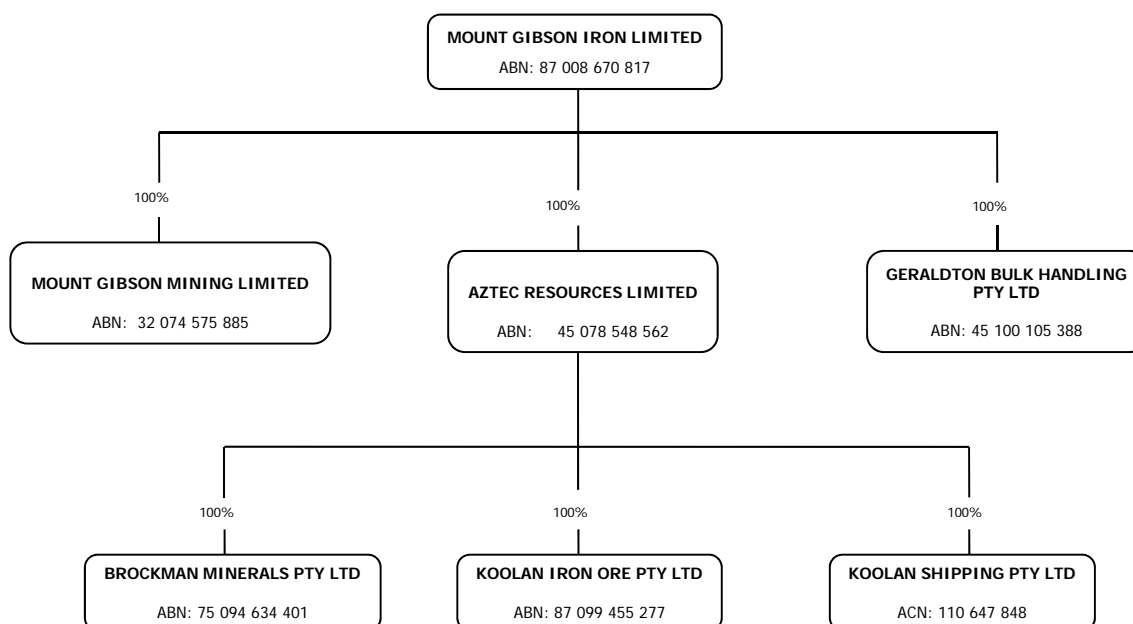 MOUNT GIBSON IRON LIMITED
ABN: 87 008 670 817
100%
100%
100%
MOUNT GIBSON MINING LIMITED
ABN: 32 074 575 885
AZTEC RESOURCES LIMITED
ABN: 45 078 548 562
GERALDTON BULK HANDLING
PTY LTD
ABN: 45 100 105 388
100%
100%
100%
BROCKMAN MINERALS PTY LTD
ABN: 75 094 634 401
KOOLAN IRON ORE PTY LTD
ABN: 87 099 455 277
KOOLAN SHIPPING PTY LTD
ACN: 110 647 848